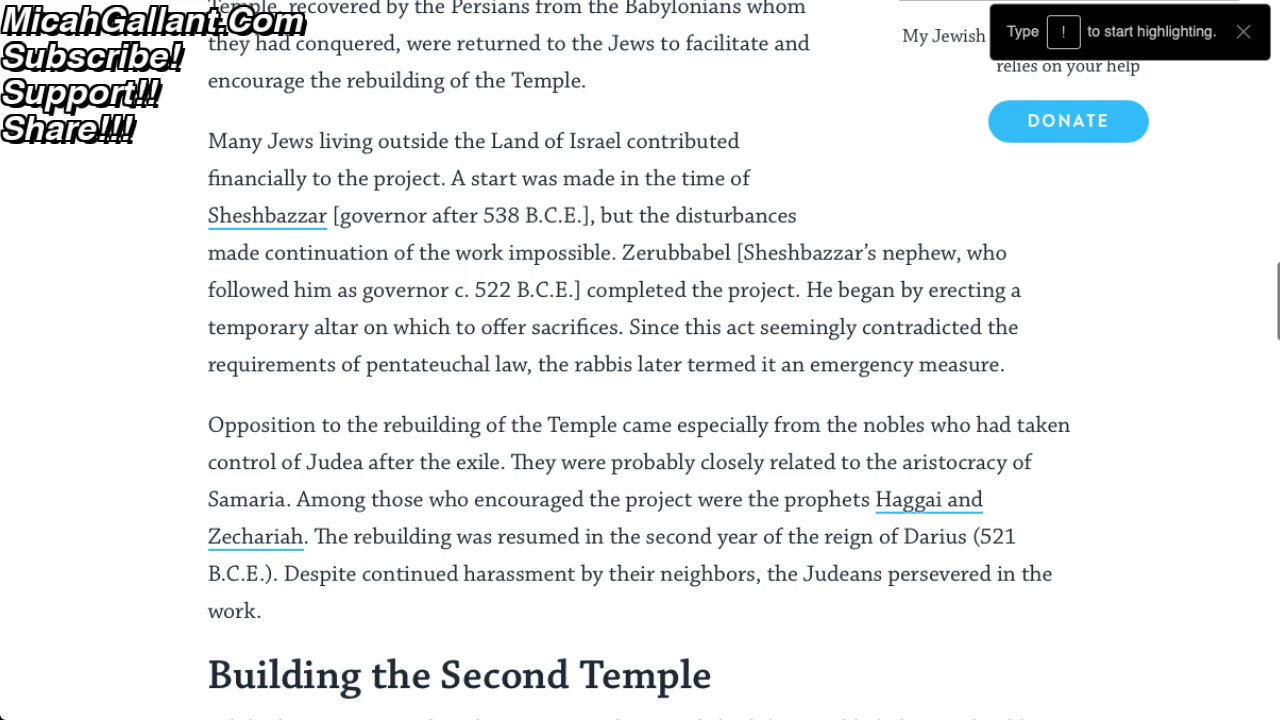 MicahGallant.Com
Subscribe!
Support!!
Share!!!
Temple, recovered by the Persians from the Babylonians whom
they had conquered, were returned to the Jews to facilitate and
encourage the rebuilding of the Temple.
Many Jews living outside the Land of Israel contributed
financially to the project. A start was made in the time of
Sheshbazzar [governor after 538 B.C.E.], but the disturbances
made continuation of the work impossible. Zerubbabel [Sheshbazzar’s nephew, who
followed him as governor c. 522 B.C.E.] completed the project. He began by erecting a
temporary altar on which to offer sacrifices. Since this act seemingly contradicted the
requirements of pentateuchal law, the rabbis later termed it an emergency measure.
Opposition to the rebuilding of the Temple came especially from the nobles who had taken
control of Judea after the exile. They were probably closely related to the aristocracy of
Samaria. Among those who encouraged the project were the prophets Haggai and
Zechariah. The rebuilding was resumed in the second year of the reign of Darius (521
B.C.E.). Despite continued harassment by their neighbors, the Judeans persevered in the
work.
Building the Second Temple
My Jewish
relies on your help
DONATE
Type ! to start highlighting.